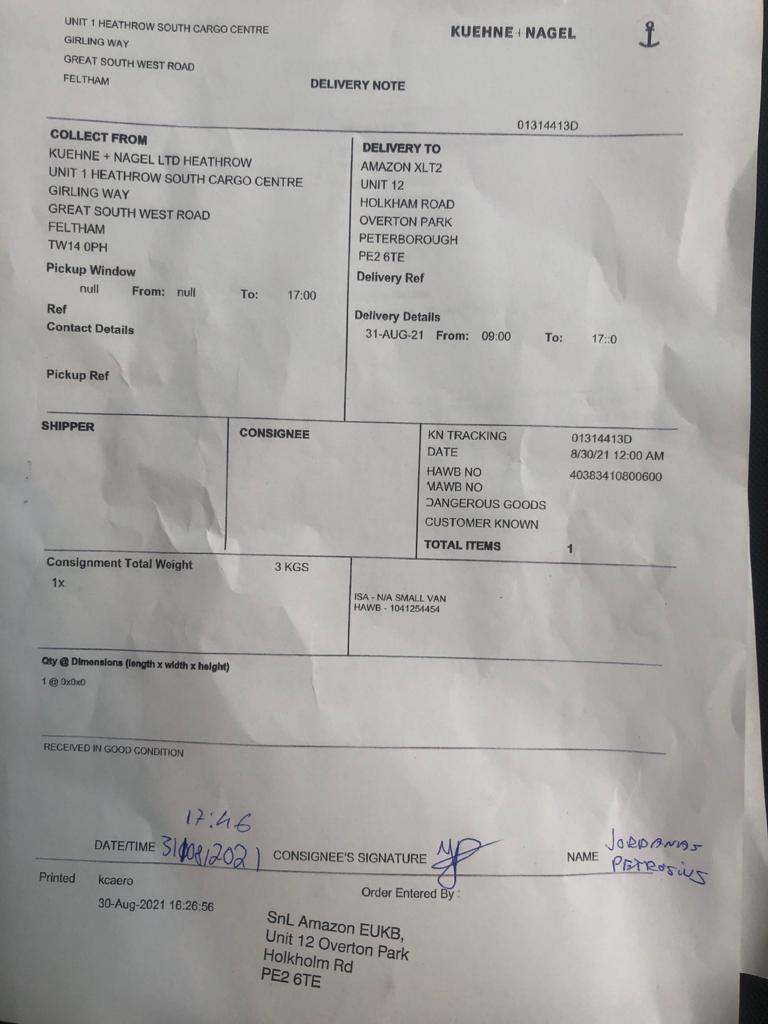 UNIT 1 HEATHROW SOUTH CARGO CENTRE
GIRLING WAY
GREAT SOUTH WEST ROAD
FELTHAM
KUEHNE + NAGEL
DELIVERY NOTE
01314413D
COLLECT FROM
KUEHNE + NAGEL LTD HEATHROW
UNIT 1 HEATHROW SOUTH CARGO CENTRE
GIRLING WAY
GREAT SOUTH WEST ROAD
FELTHAM
TW14 0PH
Pickup Window
null From: null To: 17:00
Ref
Contact Details
Pickup Ref
DELIVERY TO
AMAZON XLT2
UNIT 12
HOLKHAM ROAD
OVERTON PARK
PETERBOROUGH
PE2 6TE
Delivery Ref
Delivery Details
31-AUG-21 From: 09:00 To: 17::0
SHIPPER
CONSIGNEE
KN TRACKING 01314413D
DATE 8/30/21 12:00 AM
HAWB NO 40383410800600
MAWB NO
DANGEROUS GOODS
CUSTOMER KNOWN
TOTAL ITEMS 1
Consignment Total Weight 3 KGS
1x
ISA - N/A SMALL VAN
HAWB - 1041254454
Qty @ Dimensions (length x width x height)
1 @ 0x0x0
RECEIVED IN GOOD CONDITION
17:46
DATE/TIME 31/08/2021 CONSIGNEE'S SIGNATURE NAME JORDANAS
PETROSIUS
Printed kcaero Order Entered By :
30-Aug-2021 16:26:56
SnL Amazon EUKB,
Unit 12 Overton Park
Holkholm Rd
PE2 6TE